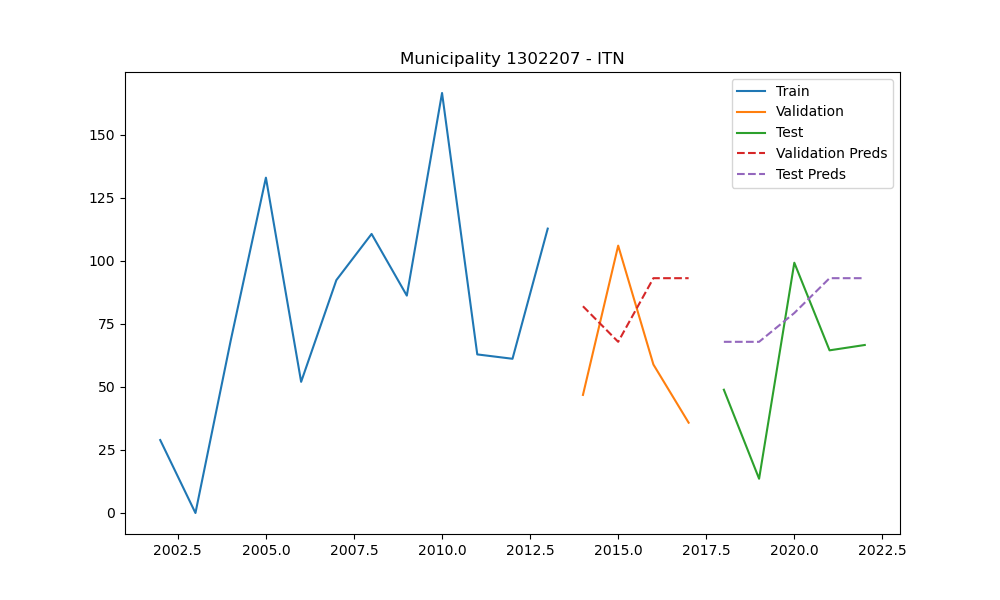 Municipality 1302207 - ITN
Train
Validation
Test
Validation Preds
Test Preds
150
125
100
75
50
25
0
2002.5 2005.0 2007.5 2010.0 2012.5 2015.0 2017.5 2020.0 2022.5